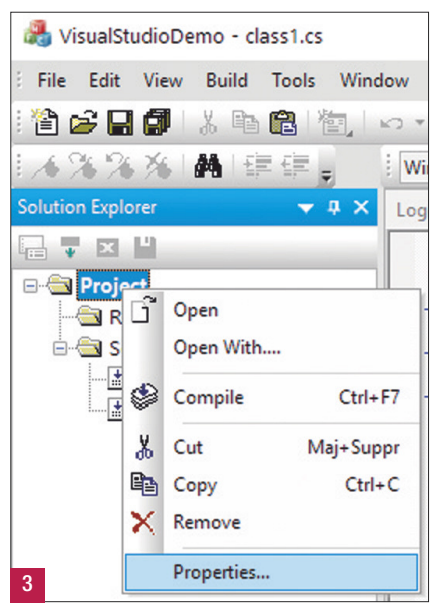 VisualStudioDemo - class1.cs
File Edit View Build Tools Window
Solution Explorer
Log
Project
R
S
Open
Open With....
Compile Ctrl+F7
Cut Maj+Suppr
Copy Ctrl+C
Remove
Properties...
3